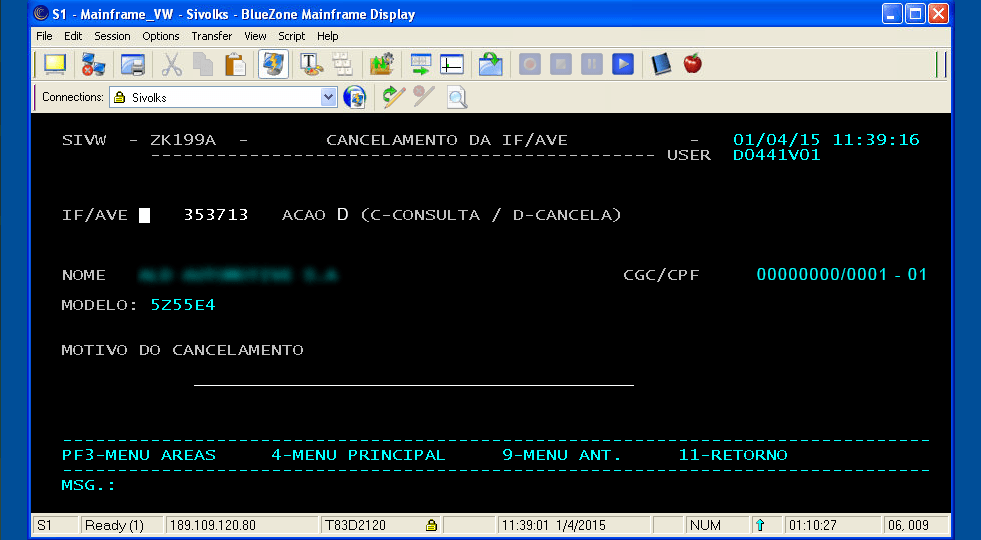 S1 - Mainframe_VW - Sivolks - BlueZone Mainframe Display
File Edit Session Options Transfer View Script Help
Connections: Sivolks
SIVW - ZK199A - CANCELAMENTO DA IF/AVE - 01/04/15 11:39:16
---------------------------------------------- USER D0441V01
IF/AVE 353713 ACAO D (C-CONSULTA / D-CANCELA)
NOME CGC/CPF 00000000/0001 - 01
MODELO: 5Z55E4
MOTIVO DO CANCELAMENTO
-------------------------------------------------------------------------------
PF3-MENU AREAS 4-MENU PRINCIPAL 9-MENU ANT. 11-RETORNO
-------------------------------------------------------------------------------
MSG.:
S1 Ready (1) 189.109.120.80 T83D2120 11:39:01 1/4/2015 NUM 01:10:27 06, 009